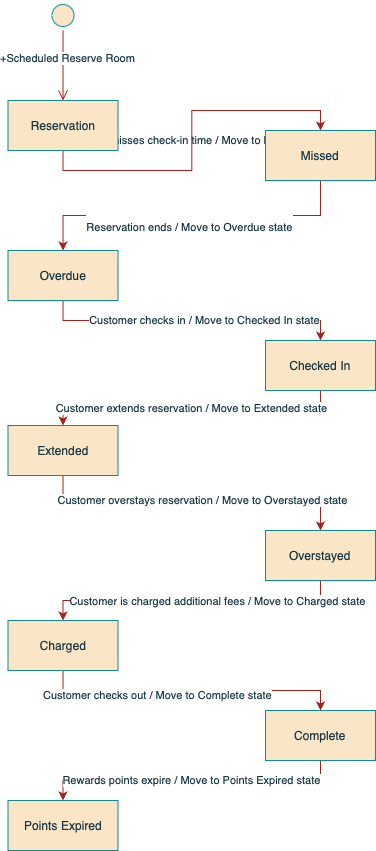 +Scheduled Reserve Room
Reservation
misses check-in time / Move to
Missed
Reservation ends / Move to Overdue state
Overdue
Customer checks in / Move to Checked In state
Checked In
Customer extends reservation / Move to Extended state
Extended
Customer overstays reservation / Move to Overstayed state
Overstayed
Customer is charged additional fees / Move to Charged state
Charged
Customer checks out / Move to Complete state
Complete
Rewards points expire / Move to Points Expired state
Points Expired